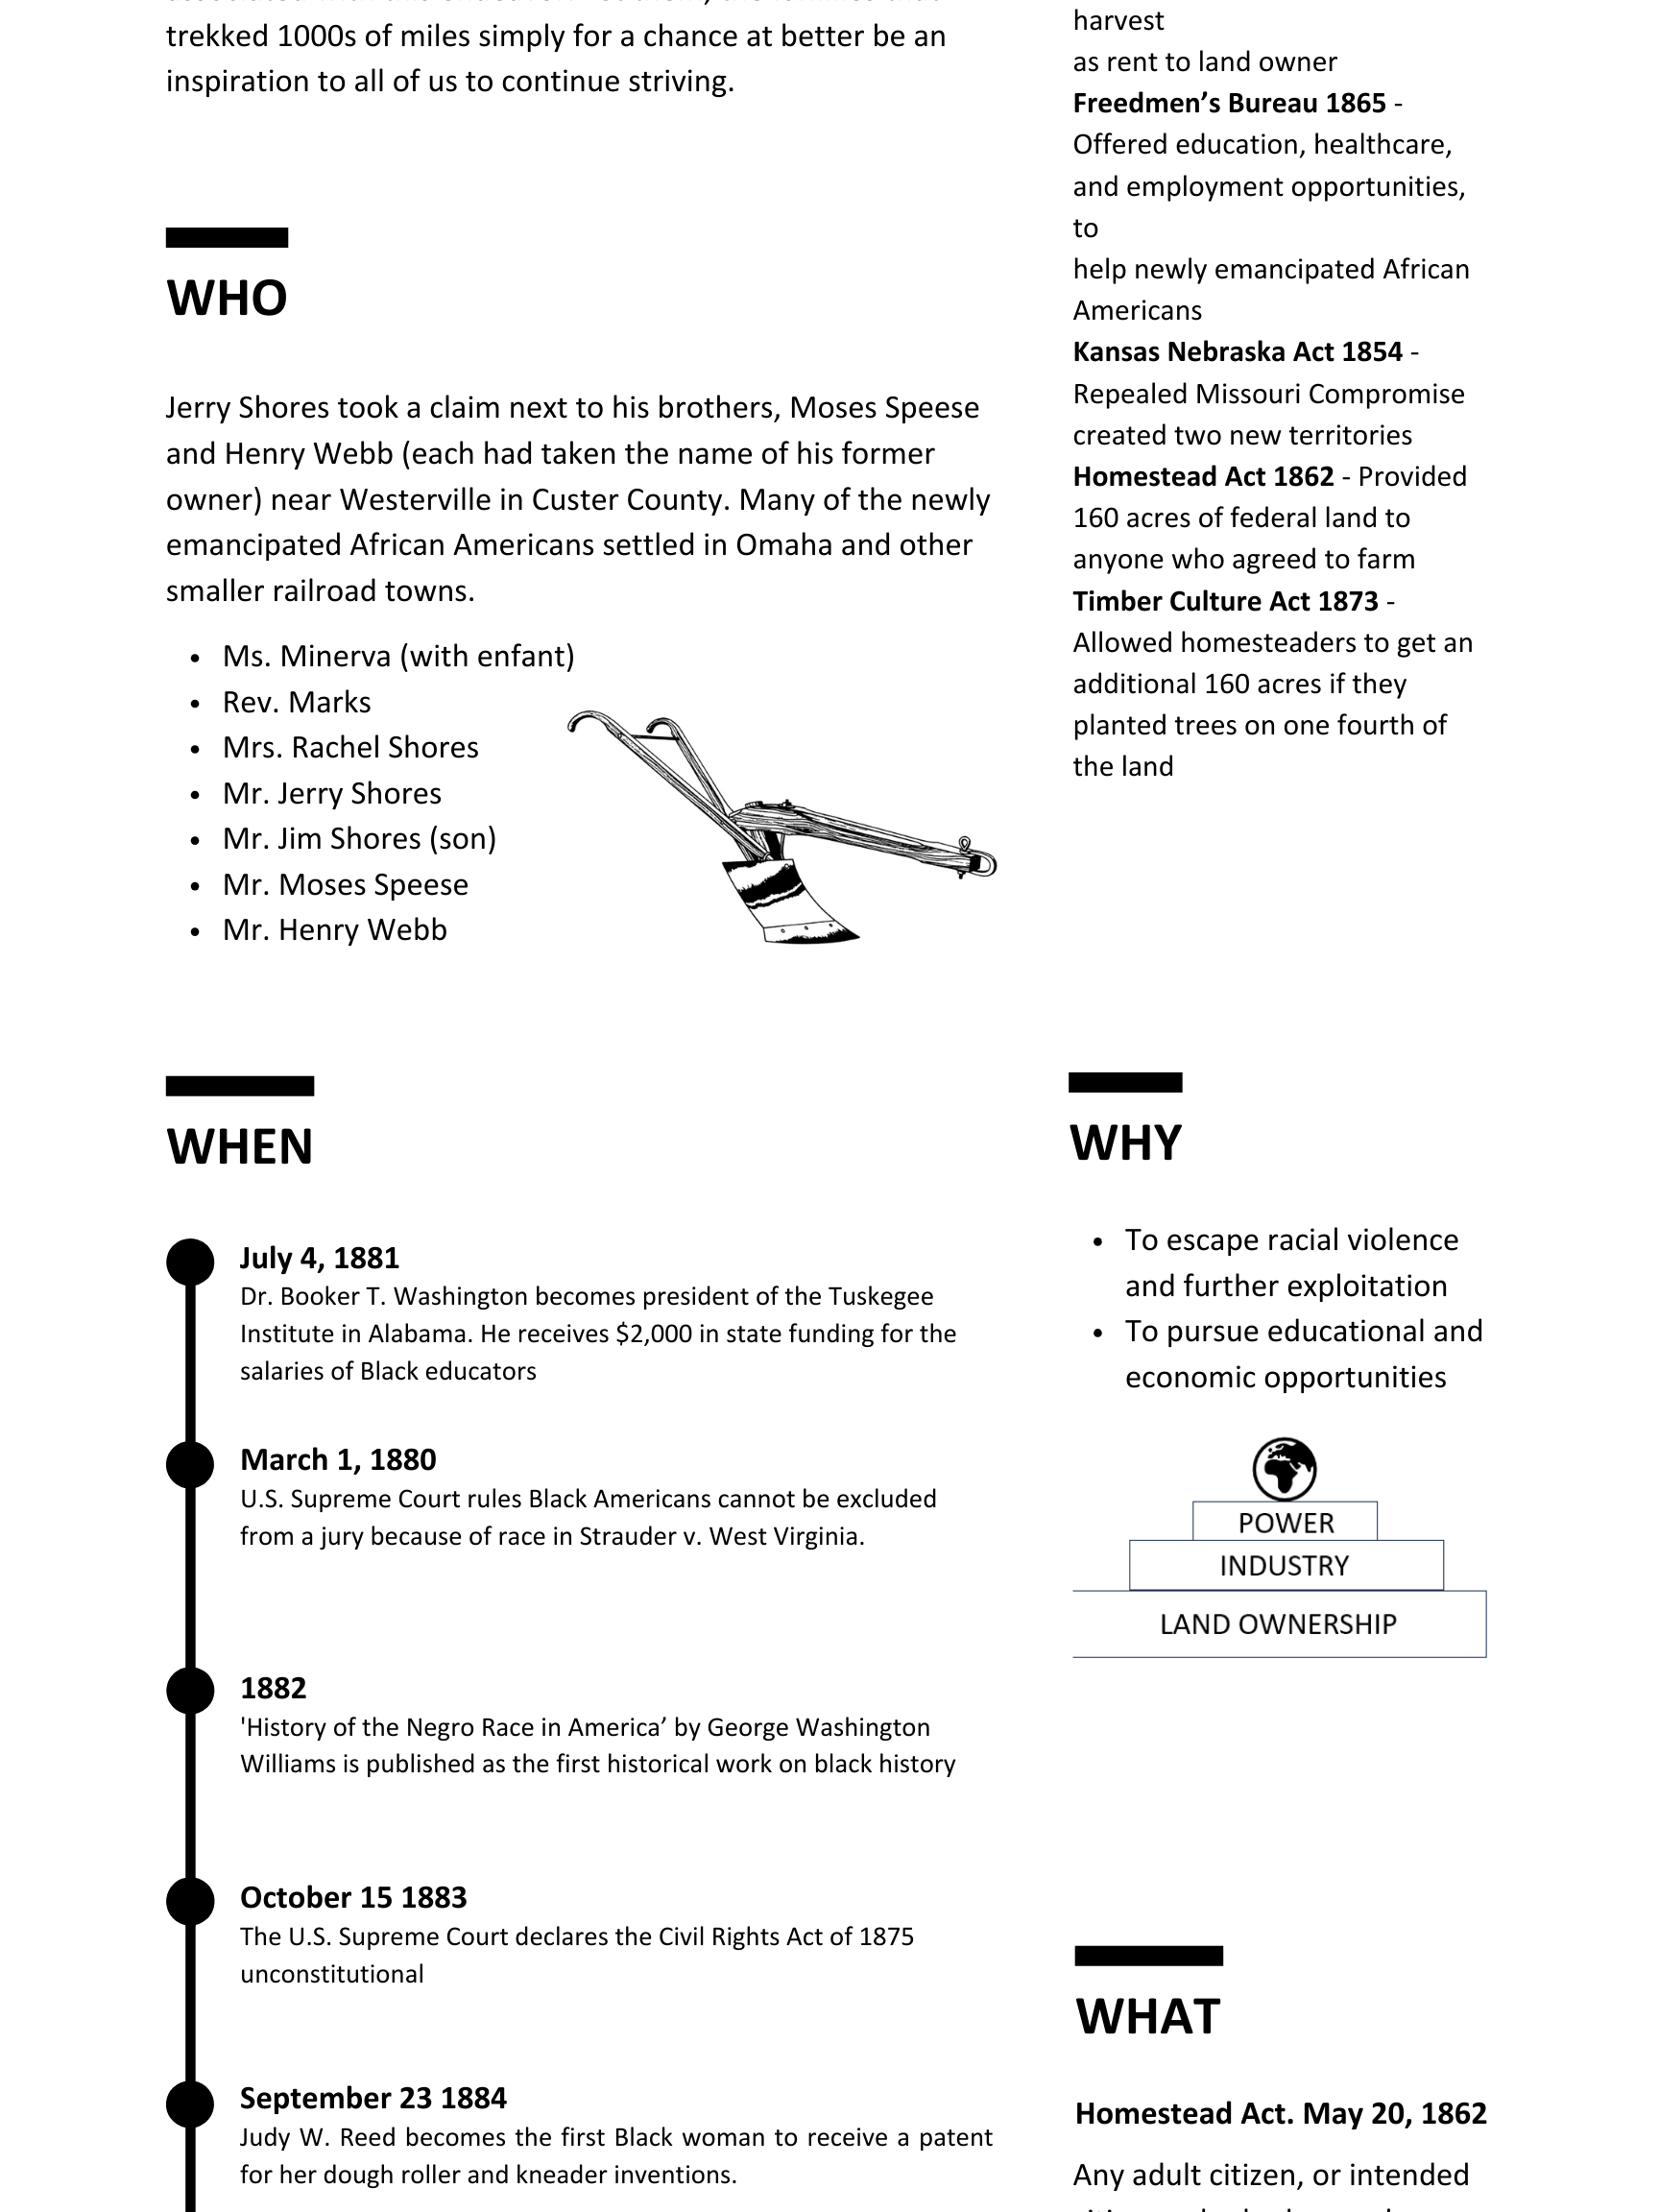 trekked 1000s of miles simply for a chance at better be an
inspiration to all of us to continue striving.
WHO
Jerry Shores took a claim next to his brothers, Moses Speese
and Henry Webb (each had taken the name of his former
owner) near Westerville in Custer County. Many of the newly
emancipated African Americans settled in Omaha and other
smaller railroad towns.
• Ms. Minerva (with enfant)
• Rev. Marks
• Mrs. Rachel Shores
• Mr. Jerry Shores
• Mr. Jim Shores (son)
• Mr. Moses Speese
• Mr. Henry Webb
harvest
as rent to land owner
Freedmen’s Bureau 1865 -
Offered education, healthcare,
and employment opportunities,
to
help newly emancipated African
Americans
Kansas Nebraska Act 1854 -
Repealed Missouri Compromise
created two new territories
Homestead Act 1862 - Provided
160 acres of federal land to
anyone who agreed to farm
Timber Culture Act 1873 -
Allowed homesteaders to get an
additional 160 acres if they
planted trees on one fourth of
the land
WHEN
July 4, 1881
Dr. Booker T. Washington becomes president of the Tuskegee
Institute in Alabama. He receives $2,000 in state funding for the
salaries of Black educators
March 1, 1880
U.S. Supreme Court rules Black Americans cannot be excluded
from a jury because of race in Strauder v. West Virginia.
1882
'History of the Negro Race in America’ by George Washington
Williams is published as the first historical work on black history
October 15 1883
The U.S. Supreme Court declares the Civil Rights Act of 1875
unconstitutional
September 23 1884
Judy W. Reed becomes the first Black woman to receive a patent
for her dough roller and kneader inventions.
WHY
• To escape racial violence
and further exploitation
• To pursue educational and
economic opportunities
POWER
INDUSTRY
LAND OWNERSHIP
WHAT
Homestead Act. May 20, 1862
Any adult citizen, or intended